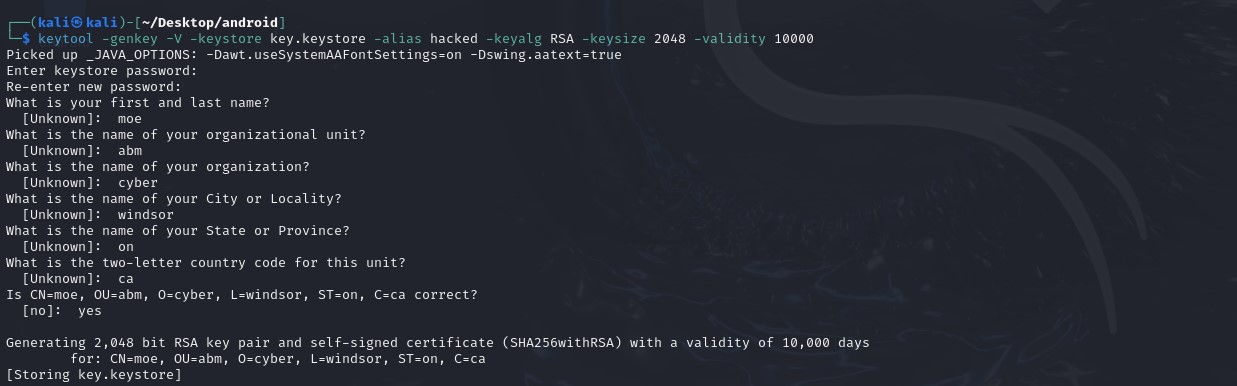 ┌──(kali㉿kali)-[~/Desktop/android]
└─$ keytool -genkey -V -keystore key.keystore -alias hacked -keyalg RSA -keysize 2048 -validity 10000
Picked up _JAVA_OPTIONS: -Dawt.useSystemAAFontSettings=on -Dswing.aatext=true
Enter keystore password:
Re-enter new password:
What is your first and last name?
  [Unknown]:  moe
What is the name of your organizational unit?
  [Unknown]:  abm
What is the name of your organization?
  [Unknown]:  cyber
What is the name of your City or Locality?
  [Unknown]:  windsor
What is the name of your State or Province?
  [Unknown]:  on
What is the two-letter country code for this unit?
  [Unknown]:  ca
Is CN=moe, OU=abm, O=cyber, L=windsor, ST=on, C=ca correct?
  [no]:  yes

Generating 2,048 bit RSA key pair and self-signed certificate (SHA256withRSA) with a validity of 10,000 days
        for: CN=moe, OU=abm, O=cyber, L=windsor, ST=on, C=ca
[Storing key.keystore]